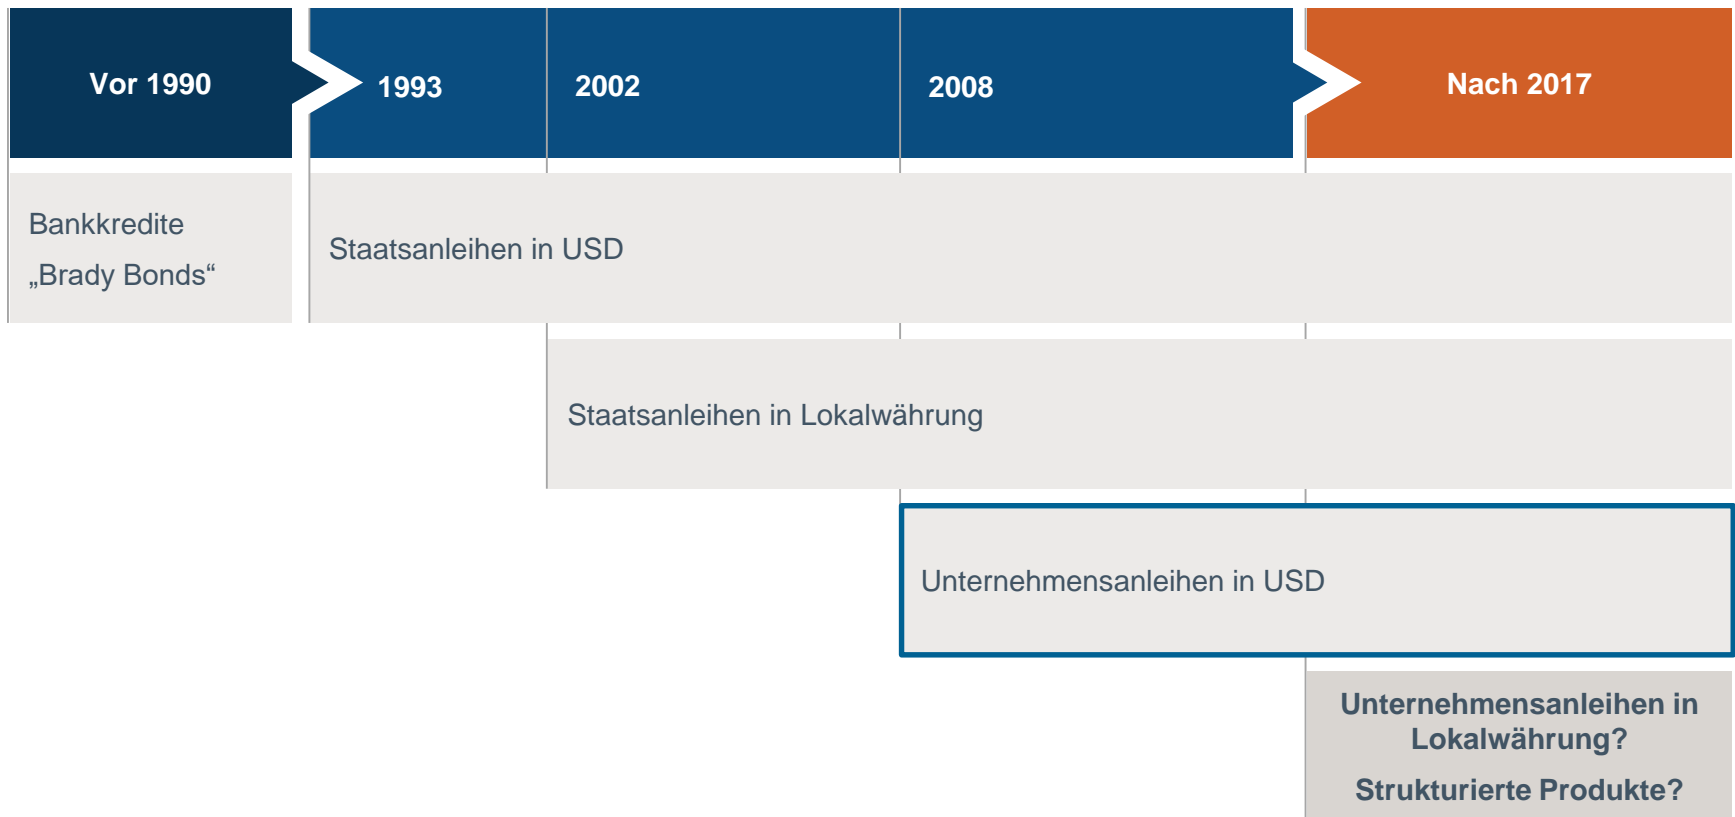 Vor 1990
1993
2002
2008
Nach 2017
Bankkredite
„Brady Bonds“
Staatsanleihen in USD
Staatsanleihen in Lokalwährung
Unternehmensanleihen in USD
Unternehmensanleihen in
Lokalwährung?
Strukturierte Produkte?